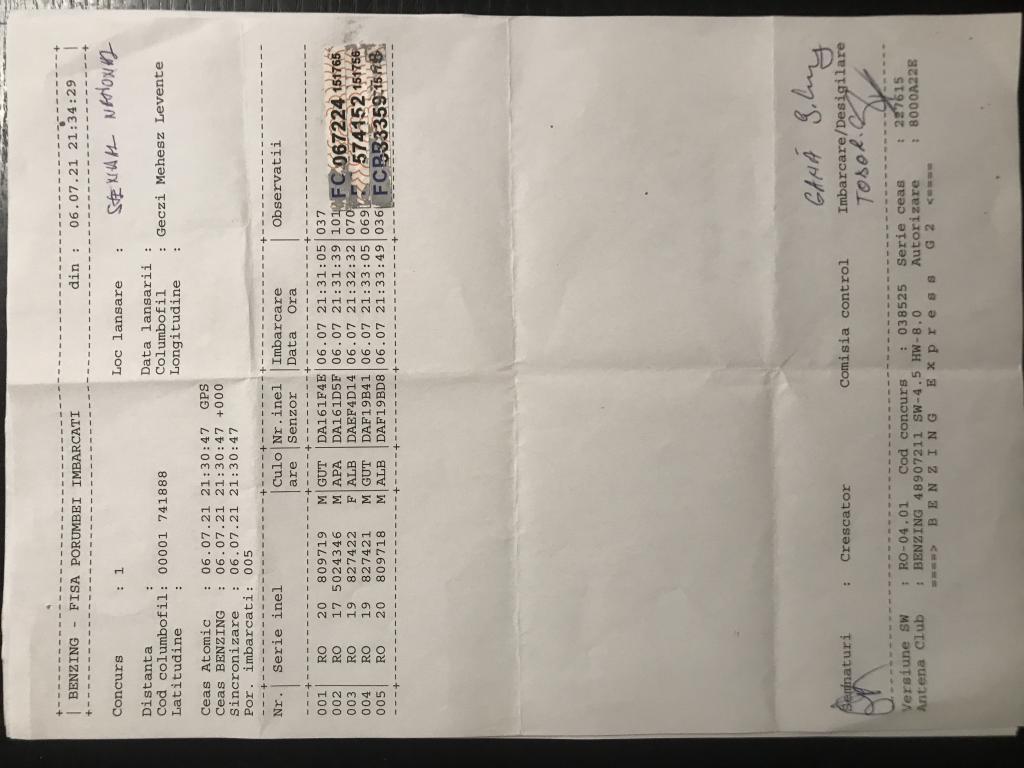 BENZING - FISA PORUMBEI IMBARCATI din : 06.07.21 21:34:29
Concurs : 1 Loc lansare :
Distanta : Data lansarii :
Cod columbofil: 00001 741888 Columbofil : Geczi Mehesz Levente
Latitudine : Longitudine :
Ceas Atomic : 06.07.21 21:30:47 GPS
Ceas BENZING : 06.07.21 21:30:47 +000
Sincronizare : 06.07.21 21:30:47
Por. imbarcati: 005
Nr.| Serie inel |Culo|Nr.inel |Imbarcare | Observatii
|are |Senzor |Data Ora |
001 | RO 20 809719 M|GUT |DA161F4E|06.07 21:31:05|037
002 | RO 17 5024346 M|APA |DA161D5F|06.07 21:31:39|101
003 | RO 19 827422 F|ALB |DAEF4D14|06.07 21:32:32|070
004 | RO 19 827421 M|GUT |DAF19B41|06.07 21:33:05|069
005 | RO 20 809718 M|ALB |DAF19BD8|06.07 21:33:49|036
FC 067224 151765
574152 151756
GAMĂ
Semnaturi : Crescator Comisia control Imbarcare/Desigilare
Versiune SW : RO-04.01 Cod concurs : 038525 Serie ceas : 227615
Antena Club : BENZING 48907211 SW-4.5 HW-8.0 Autorizare : 8000A22E
====> B E N Z I N G E x p r e s s G 2 <====